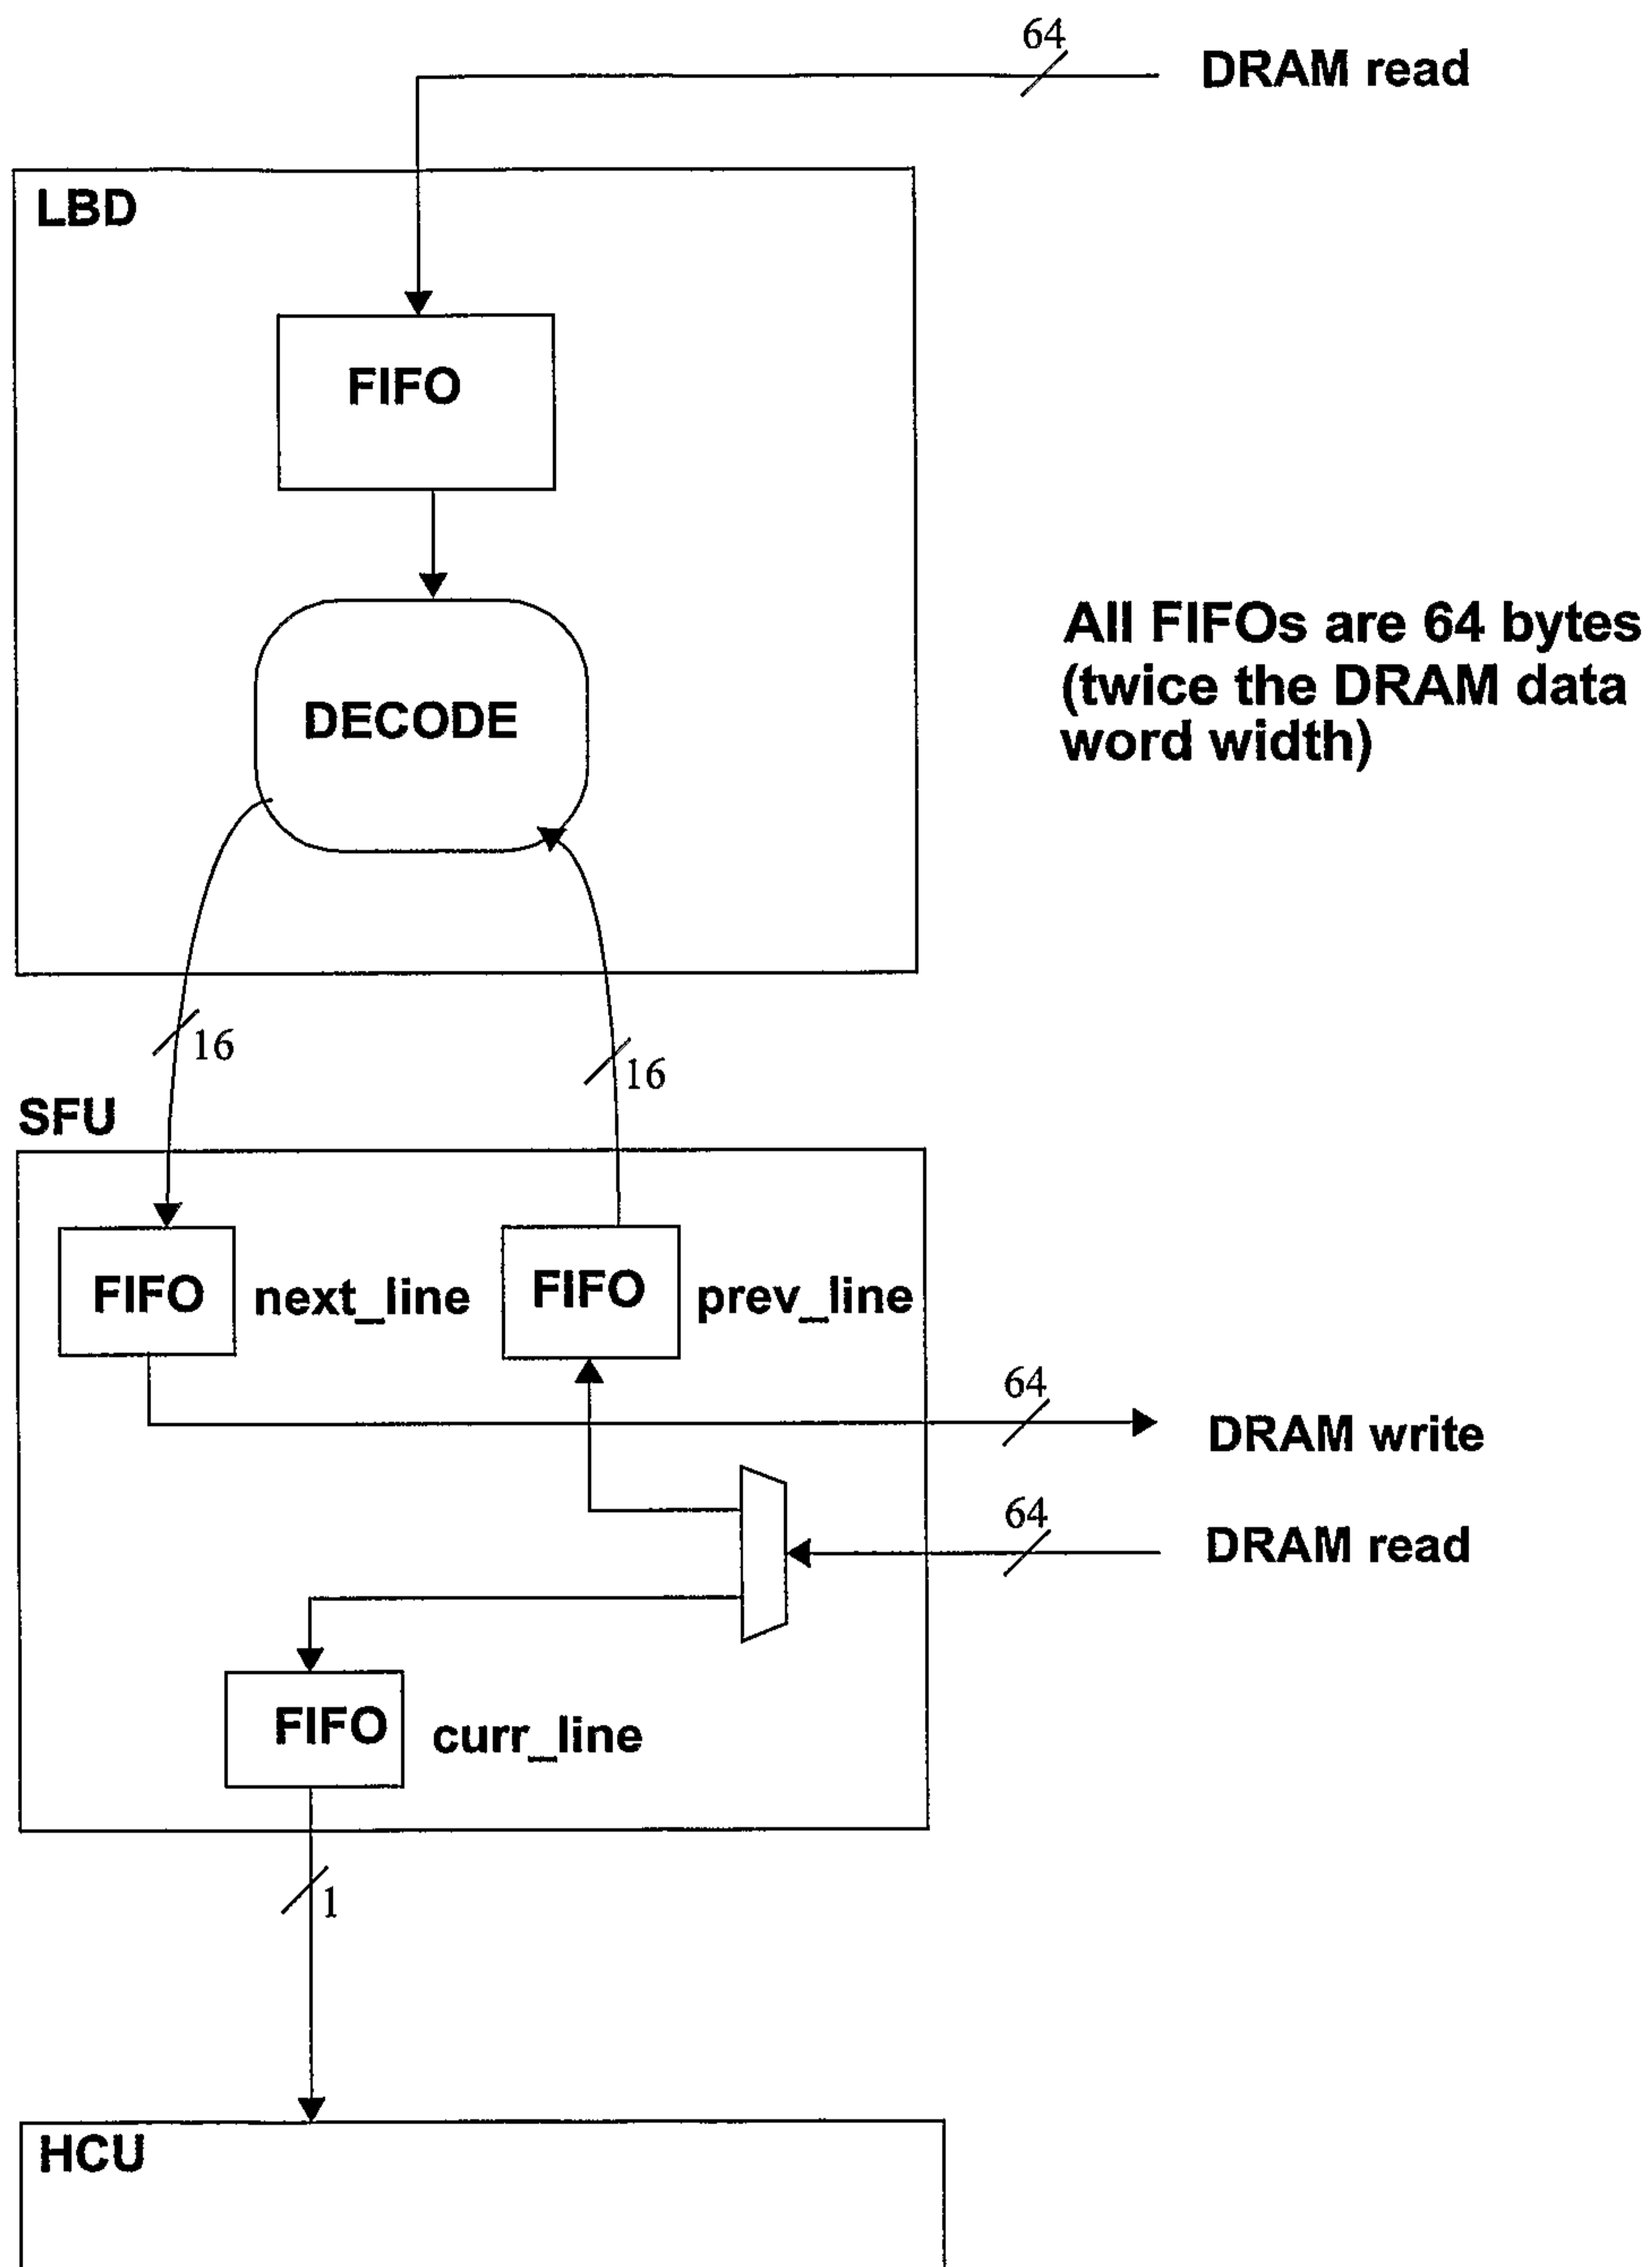 64
DRAM read
LBD
FIFO
DECODE
All FIFOs are 64 bytes
(twice the DRAM data
word width)
16
16
SFU
FIFO next_line FIFO prev_line
64
DRAM write
64
DRAM read
FIFO curr_line
1
HCU